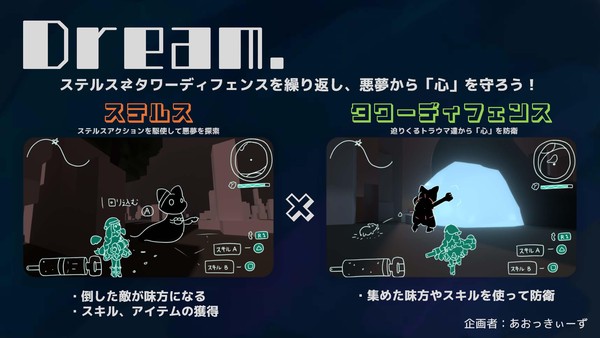 Dream.
ステルス⇄タワーディフェンスを繰り返し、悪夢から「心」を守ろう！
ステルス
ステルスアクションを駆使して悪夢を探索
タワーディフェンス
迫りくるトラウマ達から「心」を防衛
A
スキル A
スキル B
×
スキル A
スキル B
・倒した敵が味方になる
・スキル、アイテムの獲得
・集めた味方やスキルを使って防衛
企画者：あおっきぃーず